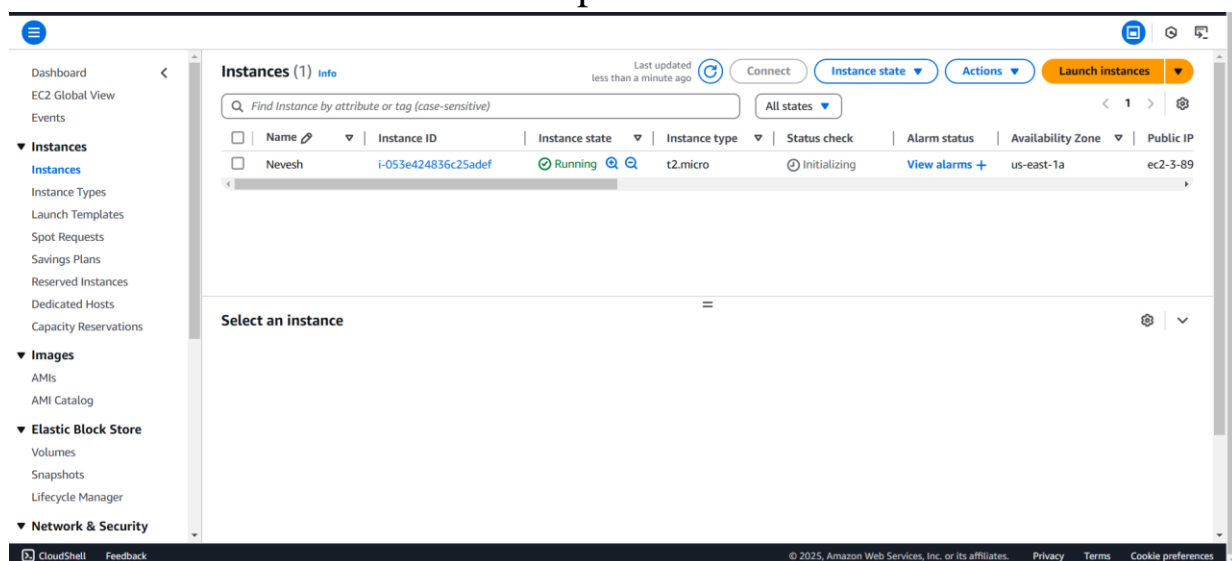 Dashboard
EC2 Global View
Events
Instances
Instances
Instance Types
Launch Templates
Spot Requests
Savings Plans
Reserved Instances
Dedicated Hosts
Capacity Reservations
Images
AMIs
AMI Catalog
Elastic Block Store
Volumes
Snapshots
Lifecycle Manager
Network & Security
Instances (1) Info
Last updated
less than a minute ago
Connect Instance state Actions Launch instances
Find Instance by attribute or tag (case-sensitive) All states 1
Name Instance ID Instance state Instance type Status check Alarm status Availability Zone Public IP
Nevesh i-053e424836c25adef Running t2.micro Initializing View alarms + us-east-1a ec2-3-89
Select an instance
CloudShell Feedback © 2025, Amazon Web Services, Inc. or its affiliates. Privacy Terms Cookie preferences